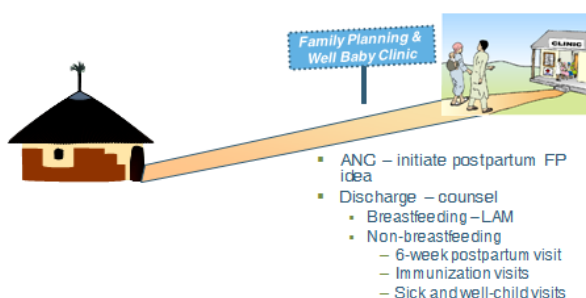 Family Planning &
Well Baby Clinic
CLINIC
ANC – initiate postpartum FP
idea
Discharge – counsel
Breastfeeding – LAM
Non-breastfeeding
– 6-week postpartum visit
– Immunization visits
– Sick and well-child visits